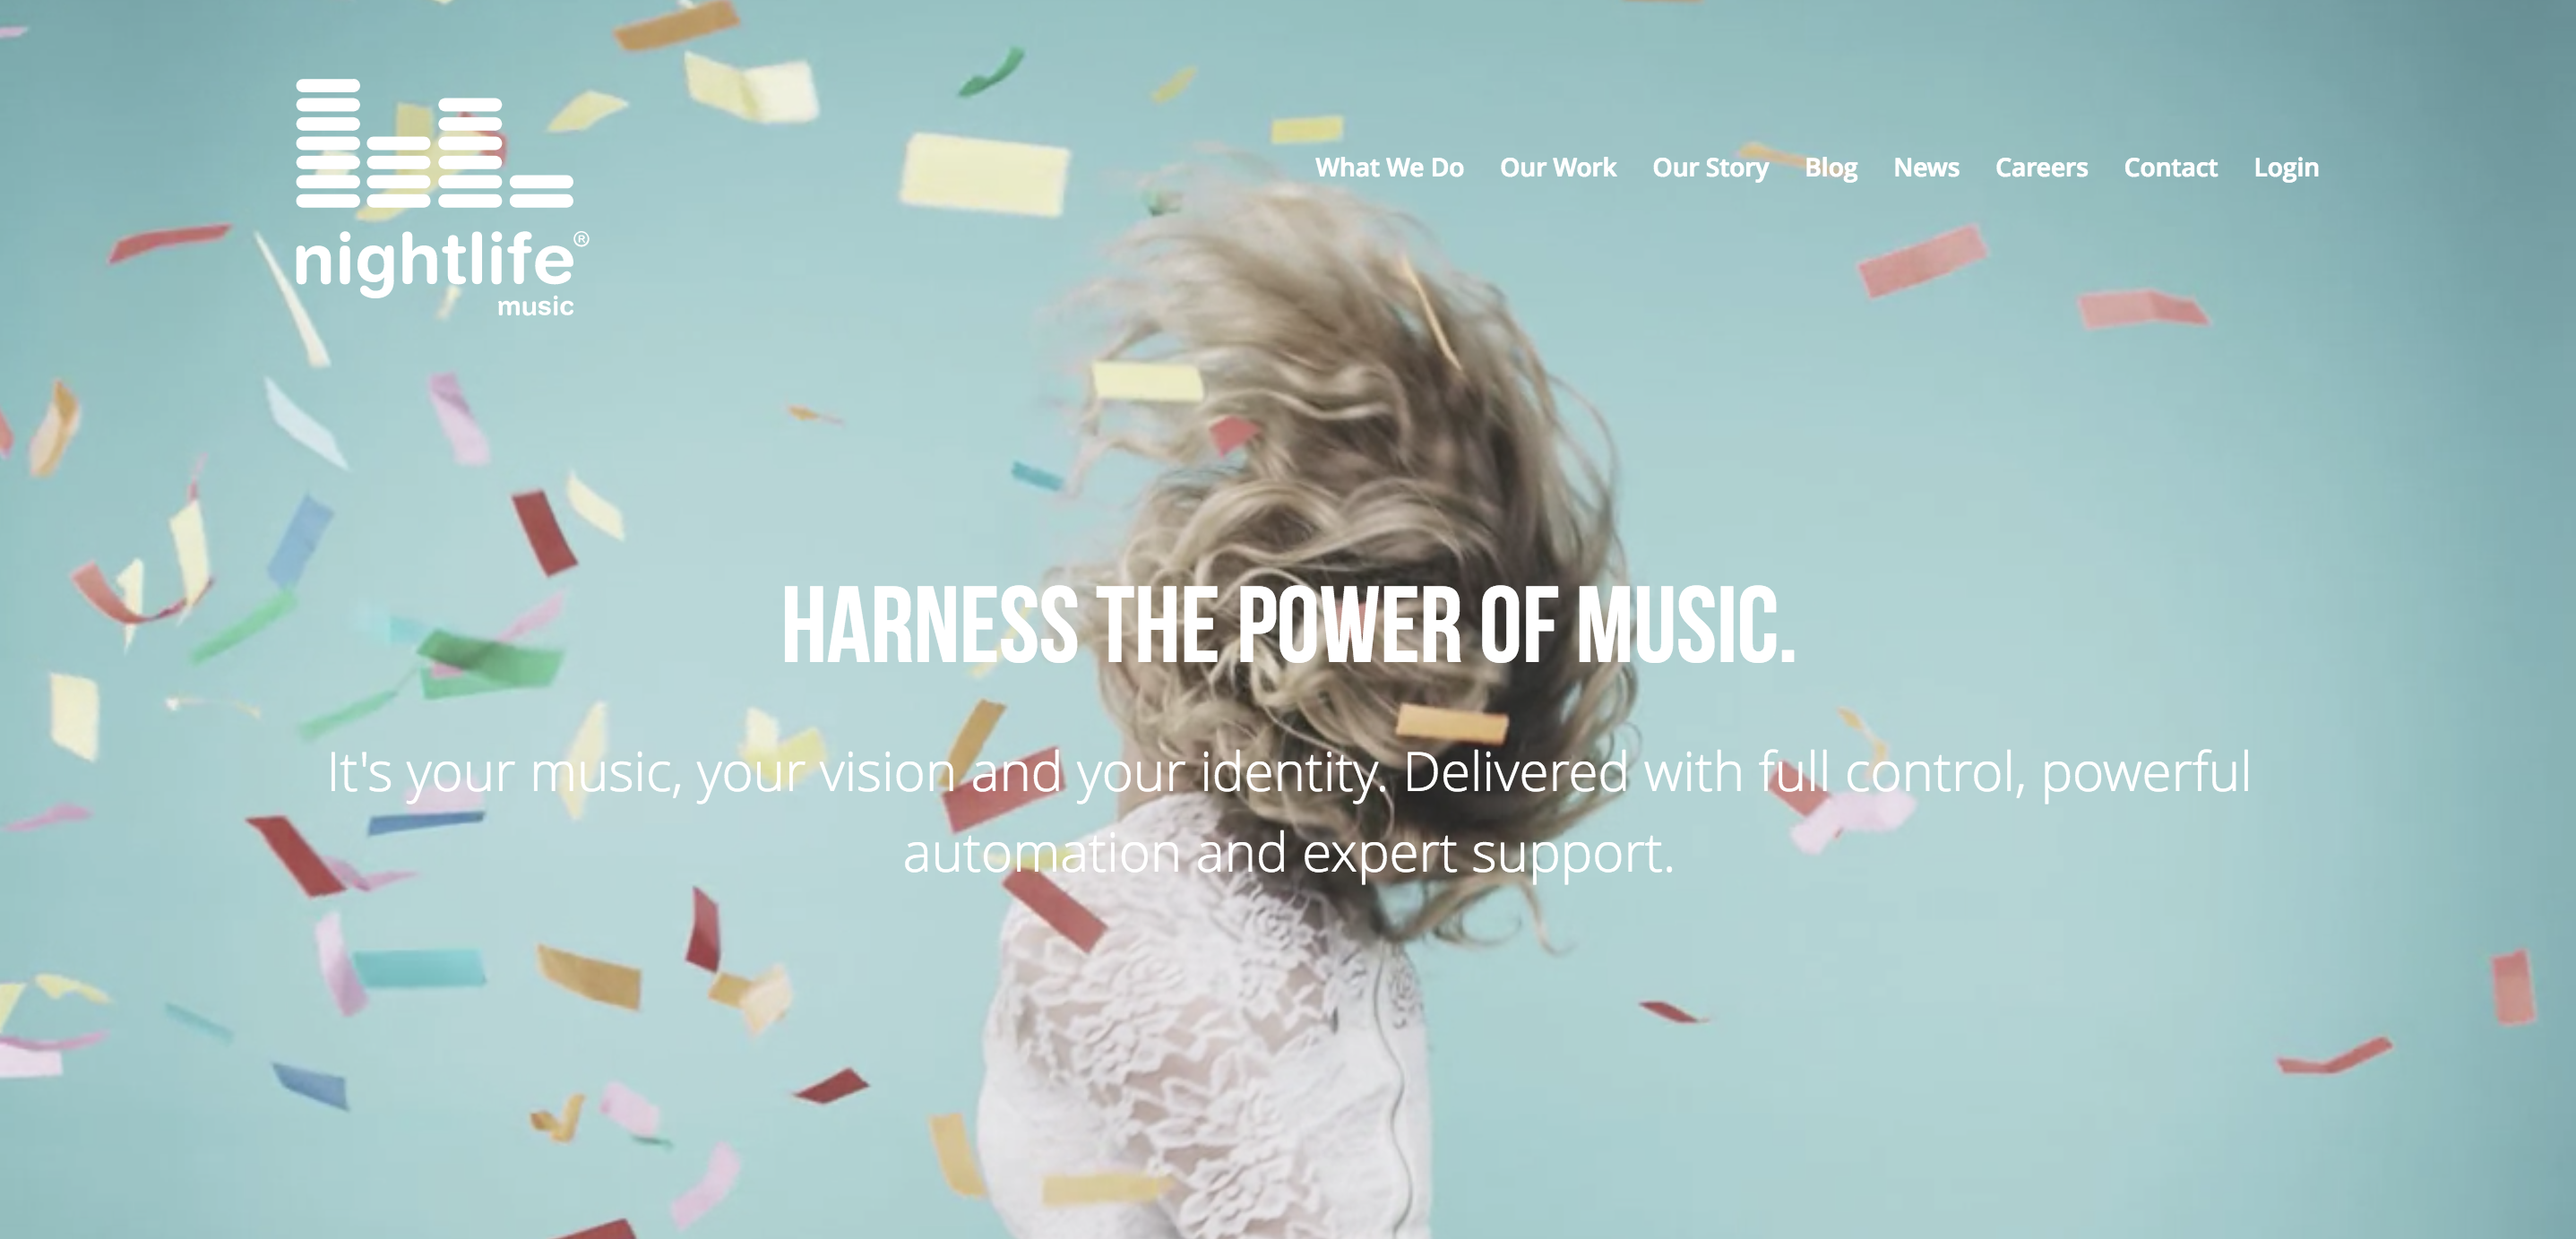 nightlife®
music
What We Do Our Work Our Story Blog News Careers Contact Login
HARNESS THE POWER OF MUSIC.
It's your music, your vision and your identity. Delivered with full control, powerful
automation and expert support.